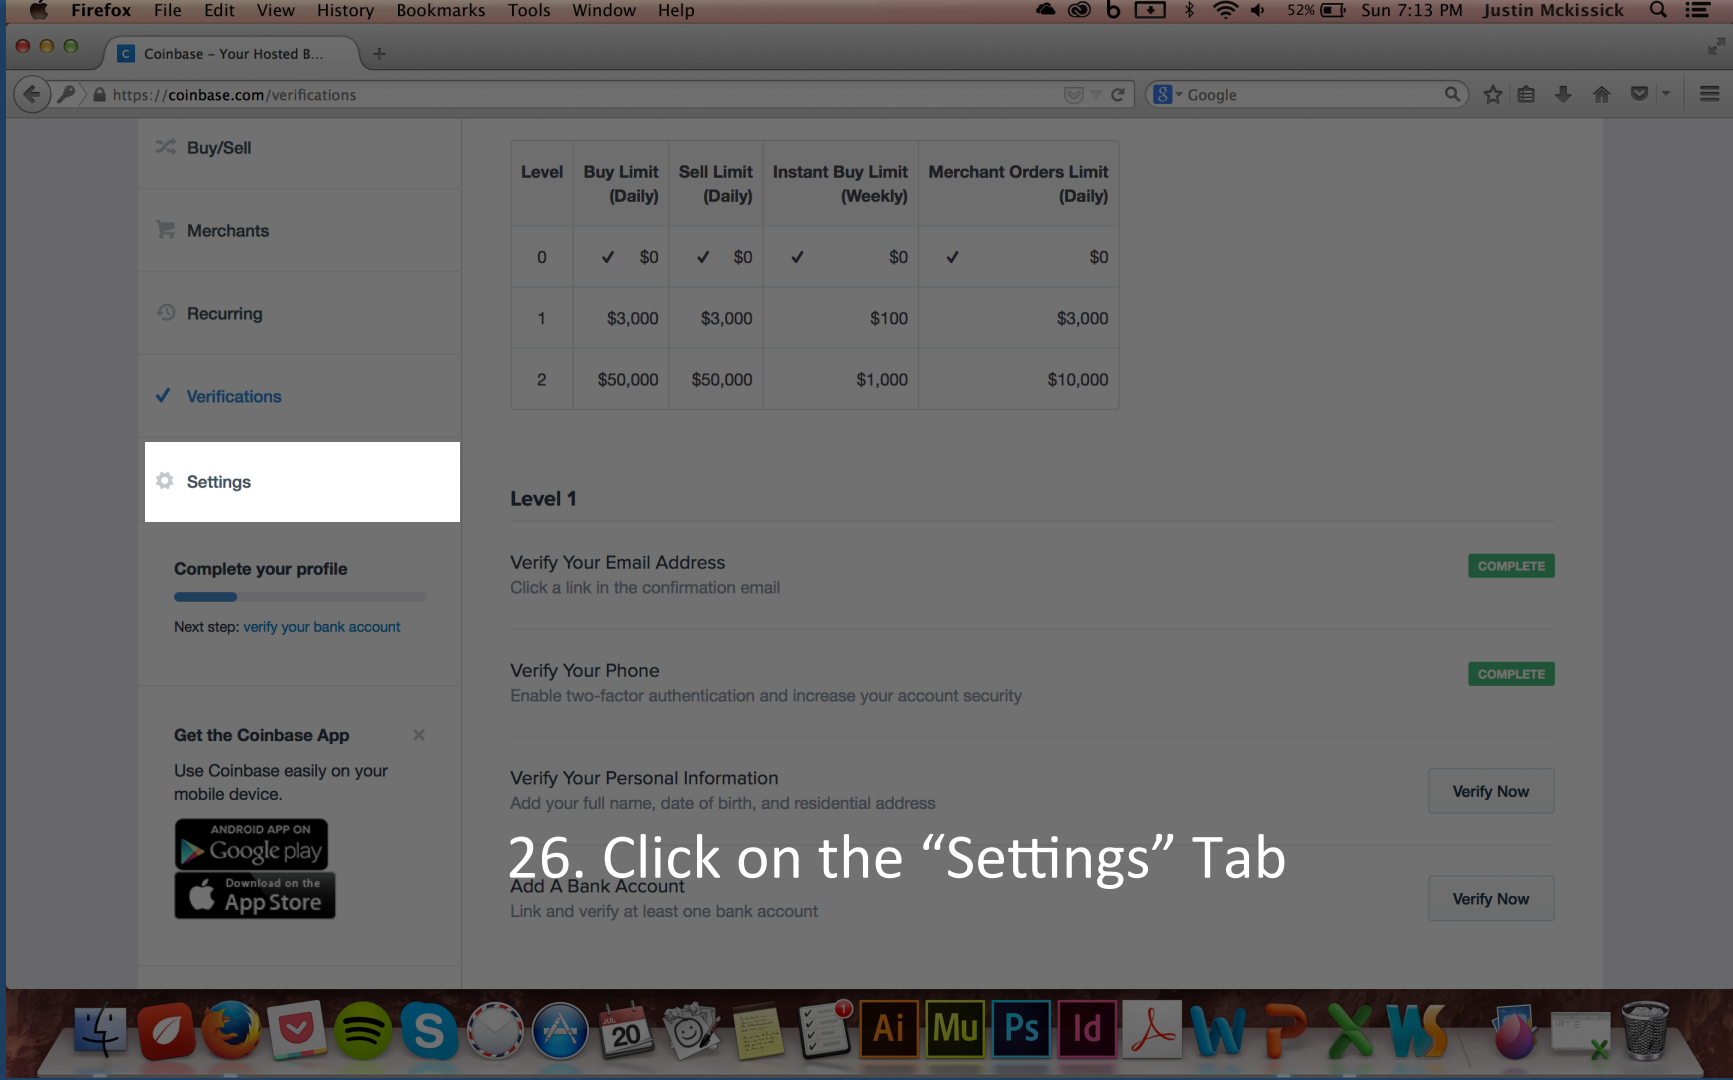 Firefox File Edit View History Bookmarks Tools Window Help 52% Sun 7:13 PM Justin Mckissick
C Coinbase – Your Hosted B... +
https://coinbase.com/verifications 8 Google
Buy/Sell
Merchants
Recurring
Verifications
Settings
Complete your profile
Next step: verify your bank account
Get the Coinbase App ×
Use Coinbase easily on your
mobile device.
ANDROID APP ON
Google play
Download on the
App Store
Level Buy Limit (Daily) Sell Limit (Daily) Instant Buy Limit (Weekly) Merchant Orders Limit (Daily)
0 ✓ $0 ✓ $0 ✓ $0 ✓ $0
1 $3,000 $3,000 $100 $3,000
2 $50,000 $50,000 $1,000 $10,000
Level 1
Verify Your Email Address COMPLETE
Click a link in the confirmation email
Verify Your Phone COMPLETE
Enable two-factor authentication and increase your account security
Verify Your Personal Information Verify Now
Add your full name, date of birth, and residential address
26. Click on the “Settings” Tab
Add A Bank Account Verify Now
Link and verify at least one bank account
S JUL 20 1 Ai Mu Ps Id W P X WS